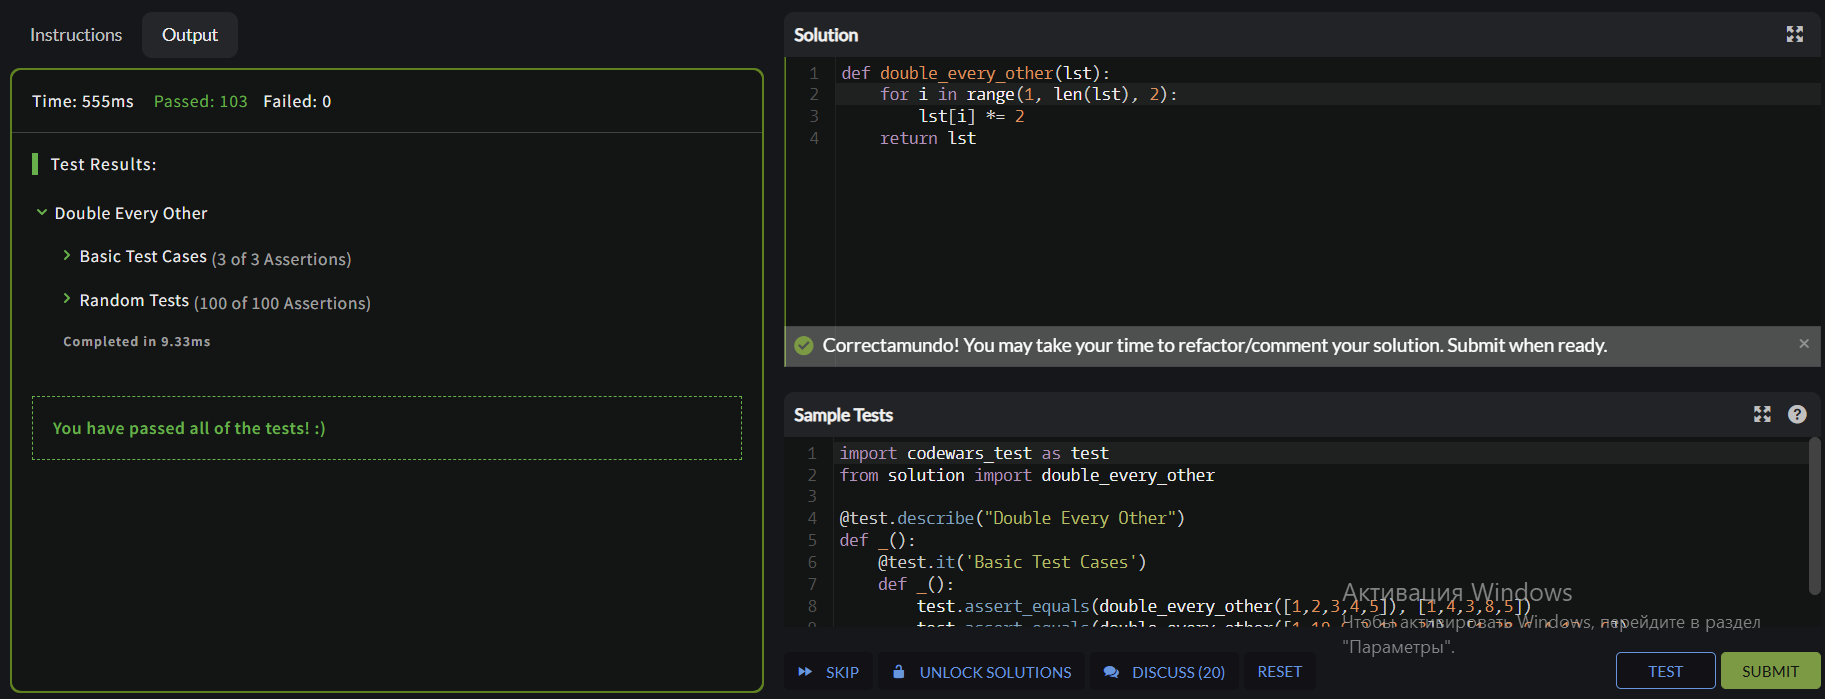 Instructions
Output
Time: 555ms Passed: 103 Failed: 0
Test Results:
Double Every Other
Basic Test Cases (3 of 3 Assertions)
Random Tests (100 of 100 Assertions)
Completed in 9.33ms
You have passed all of the tests! :)
Solution
1 def double_every_other(lst):
2     for i in range(1, len(lst), 2):
3         lst[i] *= 2
4     return lst
Correctamundo! You may take your time to refactor/comment your solution. Submit when ready.
Sample Tests
1 import codewars_test as test
2 from solution import double_every_other
3
4 @test.describe("Double Every Other")
5 def _():
6     @test.it('Basic Test Cases')
7     def _():
8         test.assert_equals(double_every_other([1,2,3,4,5]), [1,4,3,8,5])
Активация Windows
Чтобы активировать Windows, перейдите в раздел
"Параметры".
SKIP
UNLOCK SOLUTIONS
DISCUSS (20)
RESET
TEST
SUBMIT